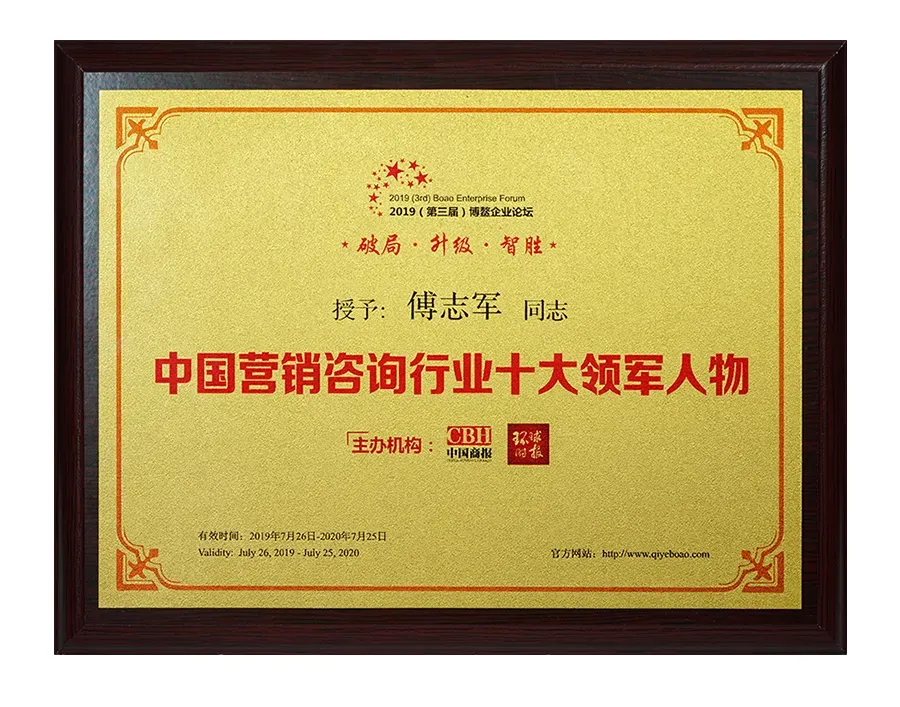 2019 (3rd) Boao Enterprise Forum
2019（第三届）博鳌企业论坛
破局·升级·智胜
授予: 傅志军 同志
中国营销咨询行业十大领军人物
主办机构： CBH 中国商报 环球时报
有效时间：2019年7月26日-2020年7月25日
Validity: July 26, 2019 - July 25, 2020
官方网站：http://www.qiyeboao.com